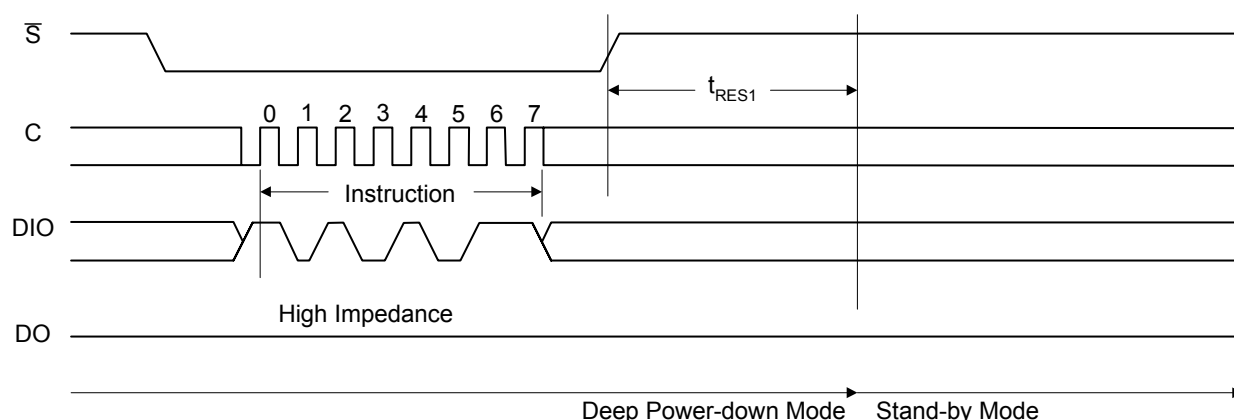 S̅
t_RES1
0 1 2 3 4 5 6 7
C
Instruction
DIO
High Impedance
DO
Deep Power-down Mode Stand-by Mode